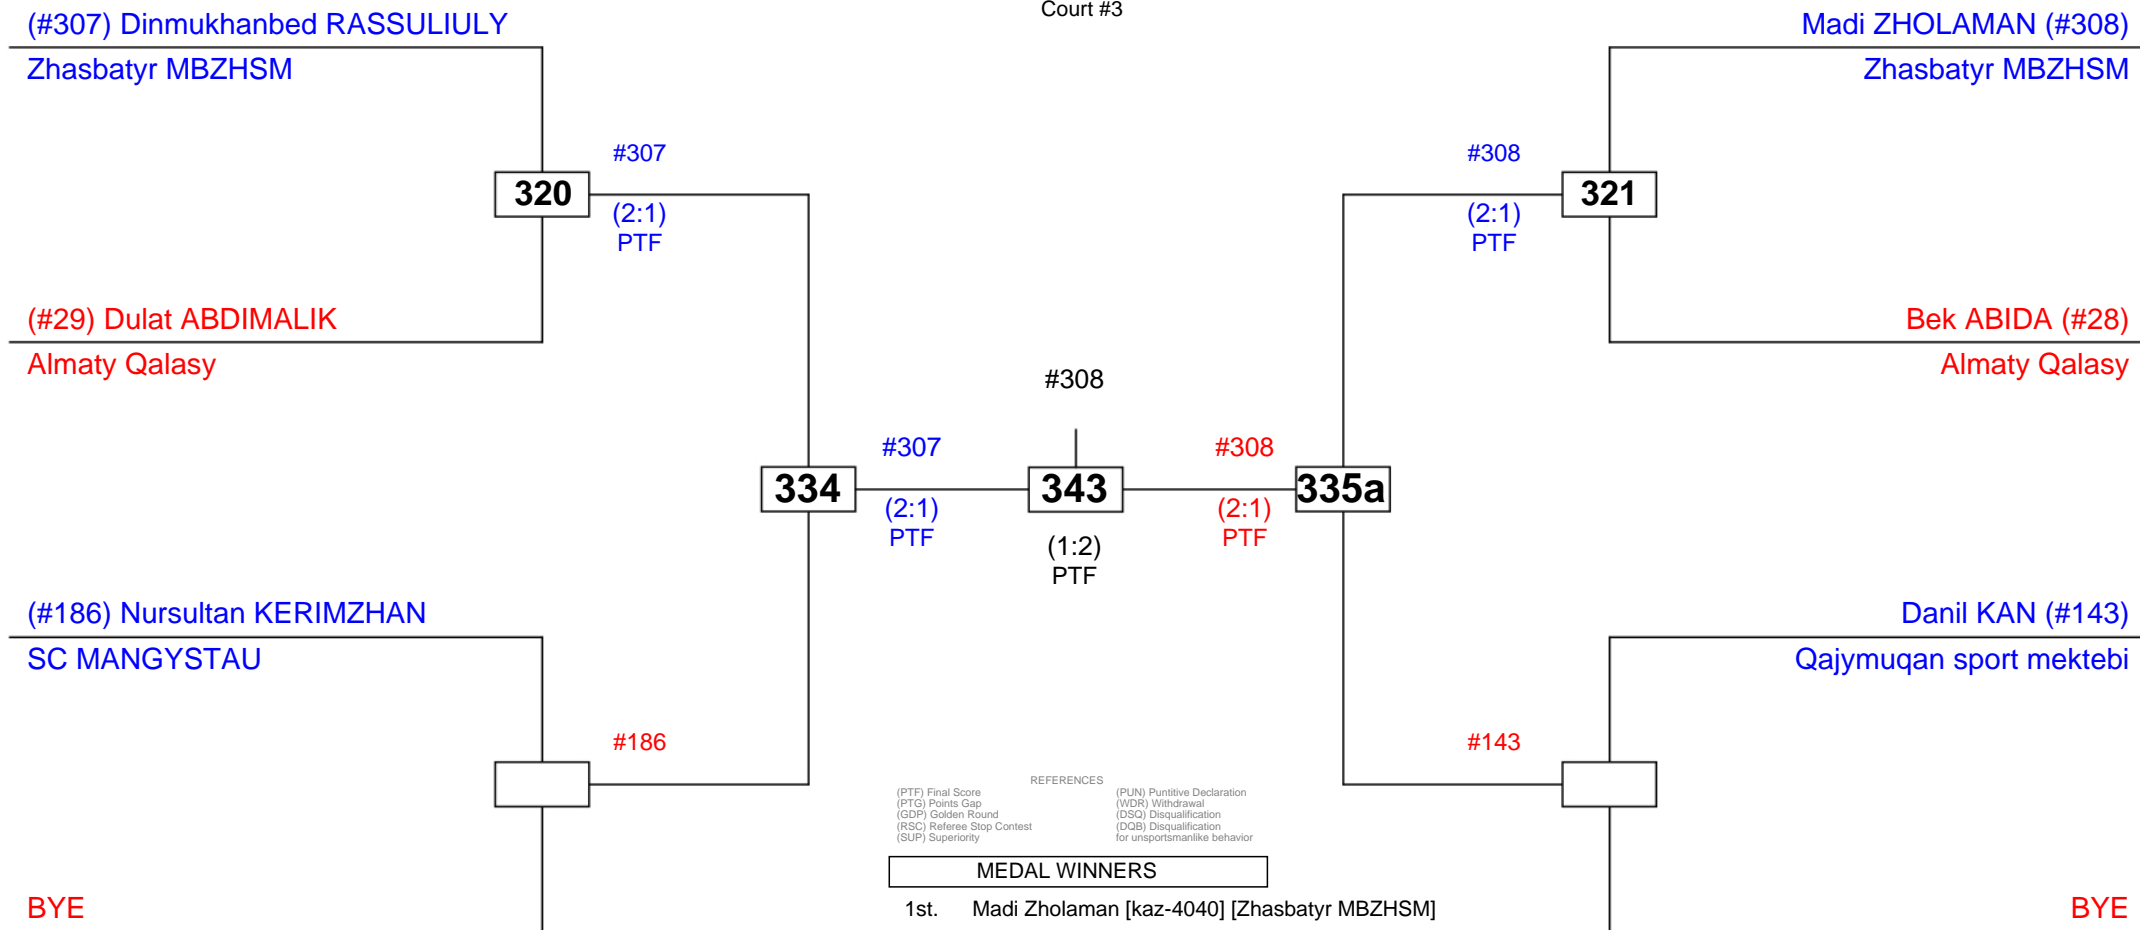 Court #3
(#307) Dinmukhanbed RASSULIULY
Zhasbatyr MBZHSM
Madi ZHOLAMAN (#308)
Zhasbatyr MBZHSM
#307
320
(2:1)
PTF
#308
321
(2:1)
PTF
(#29) Dulat ABDIMALIK
Almaty Qalasy
Bek ABIDA (#28)
Almaty Qalasy
#308
334
#307
(2:1)
PTF
343
(1:2)
PTF
#308
(2:1)
PTF
335a
(#186) Nursultan KERIMZHAN
SC MANGYSTAU
Danil KAN (#143)
Qajymuqan sport mektebi
#186
#143
REFERENCES
(PTF) Final Score
(PTG) Points Gap
(GDP) Golden Round
(RSC) Referee Stop Contest
(SUP) Superiority
(PUN) Puntitive Declaration
(WDR) Withdrawal
(DSQ) Disqualification
(DQB) Disqualification
for unsportsmanlike behavior
MEDAL WINNERS
1st. Madi Zholaman [kaz-4040] [Zhasbatyr MBZHSM]
BYE
BYE